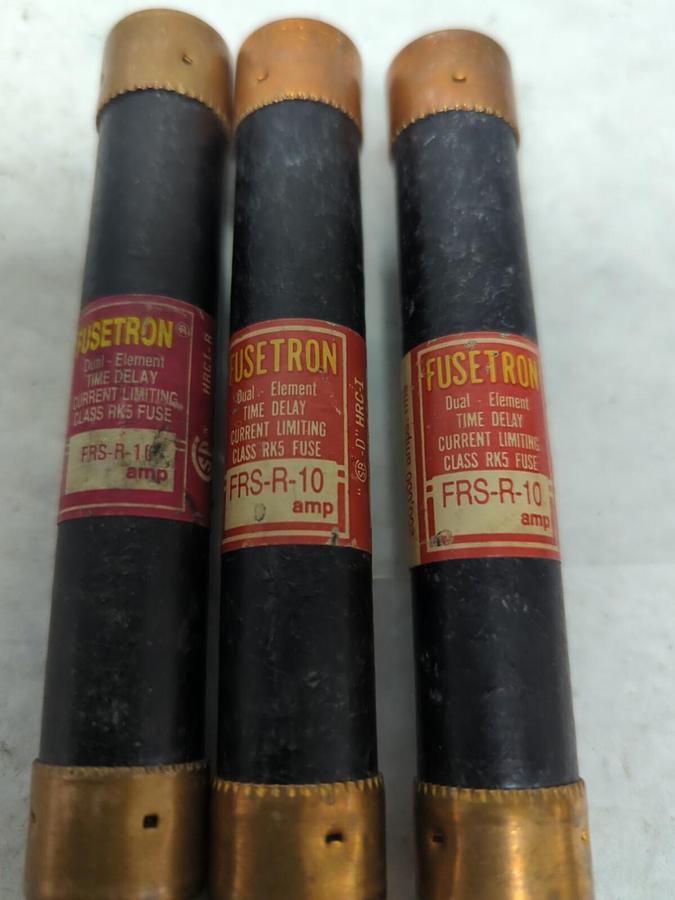 FUSETRON®
Dual - Element
TIME DELAY
CURRENT LIMITING
CLASS RK5 FUSE
FRS-R-10
amp
FUSETRON
Dual - Element
TIME DELAY
CURRENT LIMITING
CLASS RK5 FUSE
FRS-R-10
amp
"D" HRC-I
FUSETRON
Dual - Element
TIME DELAY
CURRENT LIMITING
CLASS RK5 FUSE
FRS-R-10
amp